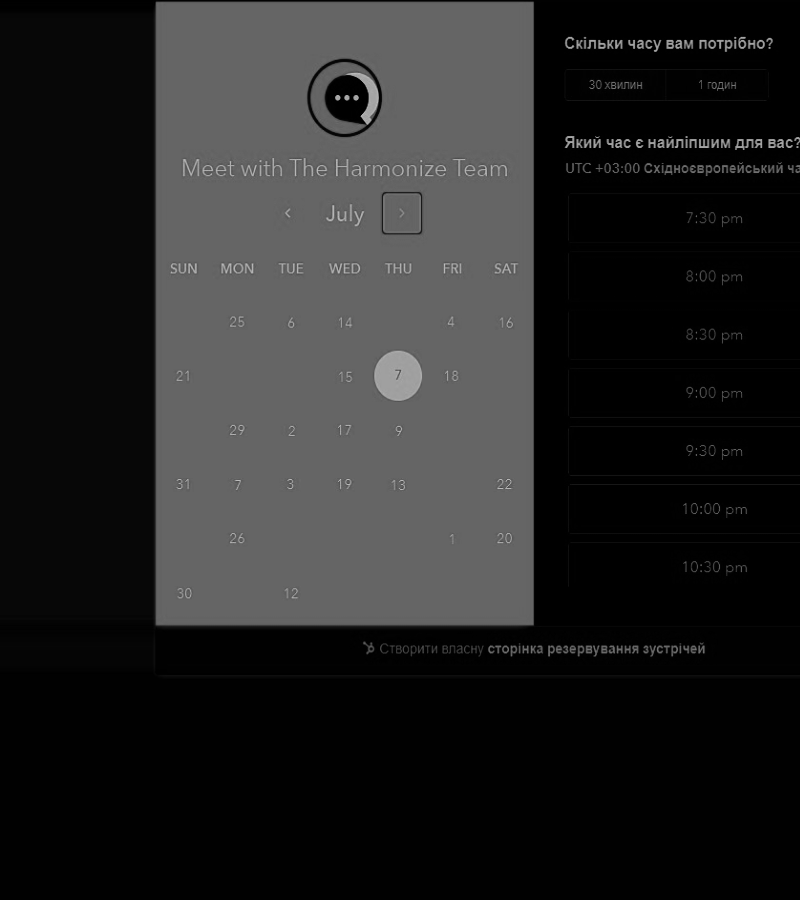 Meet with The Harmonize Team
July
SUN MON TUE WED THU FRI SAT
25 6 14 4 16
21 15 7 18
29 2 17 9
31 7 3 19 13 22
26 1 20
30 12
Скільки часу вам потрібно?
30 хвилин 1 годин
Який час є найліпшим для вас?
UTC +03:00 Східноєвропейський
7:30 pm
8:00 pm
8:30 pm
9:00 pm
9:30 pm
10:00 pm
10:30 pm
Створити власну сторінка резервування зустрічей